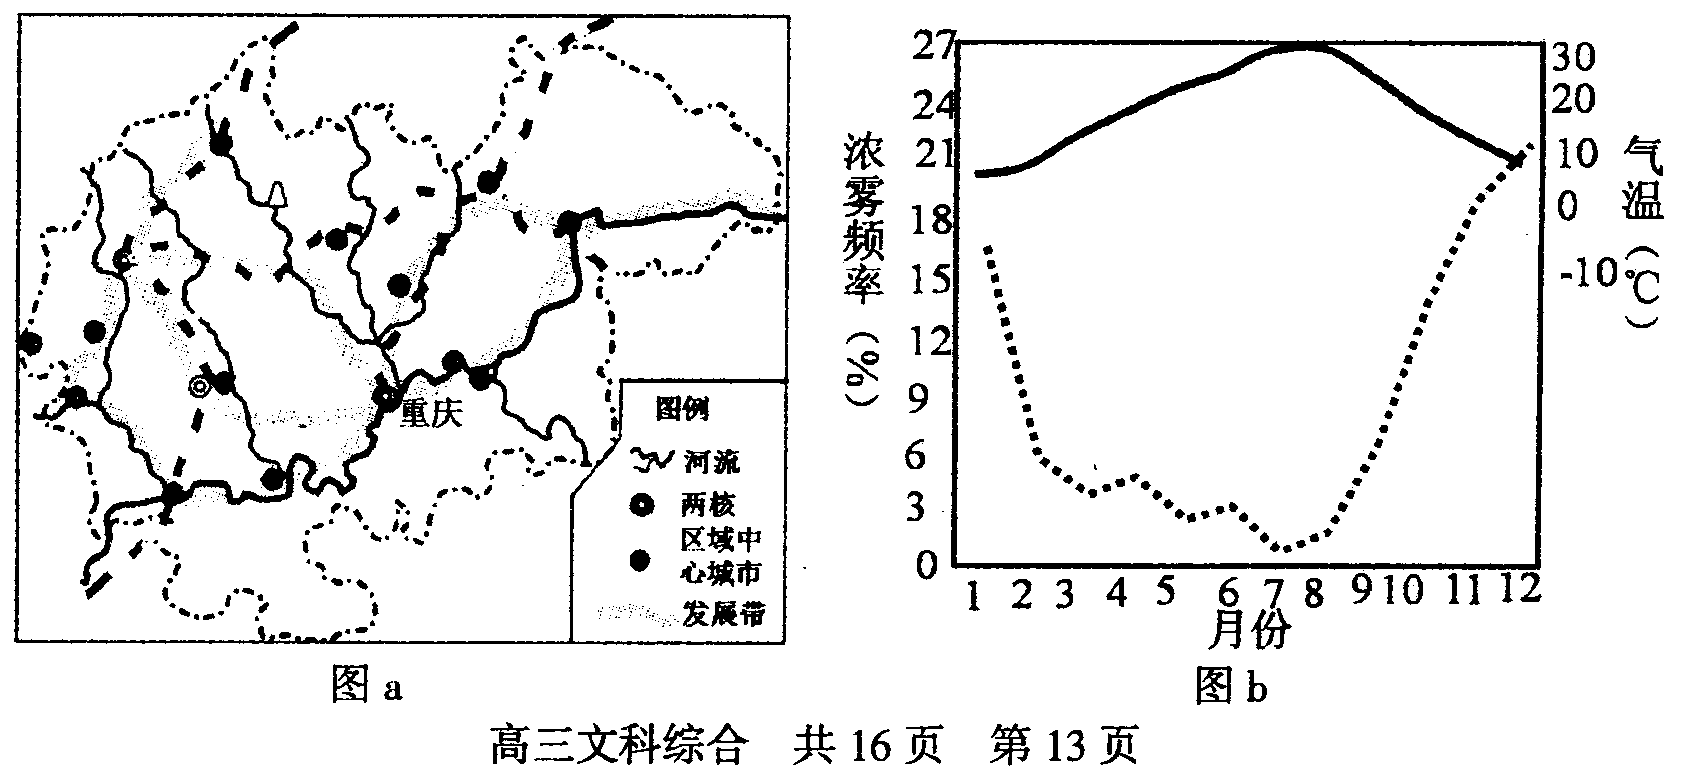 重庆
图例
河流
两核
区域中
心城市
发展带
图 a
浓雾频率(%)
27
24
21
18
15
12
9
6
3
0
气温(℃)
30
20
10
0
-10
1 2 3 4 5 6 7 8 9 10 11 12
月份
图 b
高三文科综合 共 16 页 第 13 页